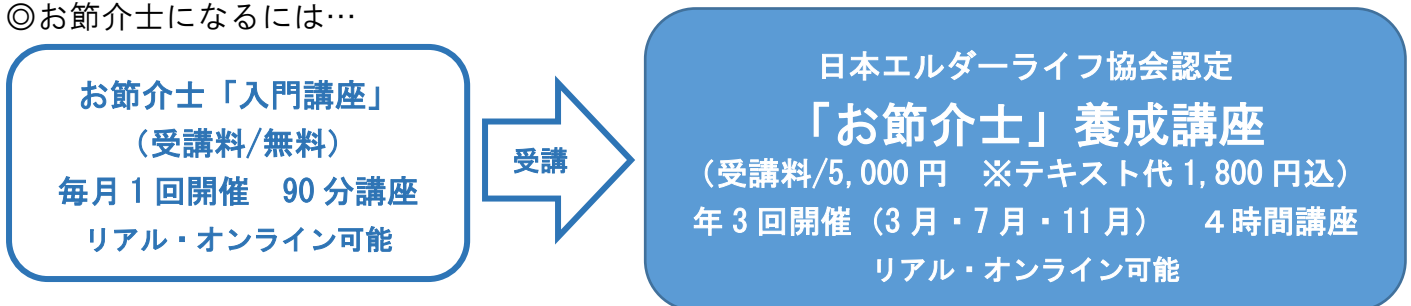 ◎お節介士になるには…
お節介士「入門講座」
（受講料/無料）
毎月1回開催　90分講座
リアル・オンライン可能
受講
日本エルダーライフ協会認定
「お節介士」養成講座
（受講料/5,000円　※テキスト代1,800円込）
年3回開催（3月・7月・11月）　４時間講座
リアル・オンライン可能